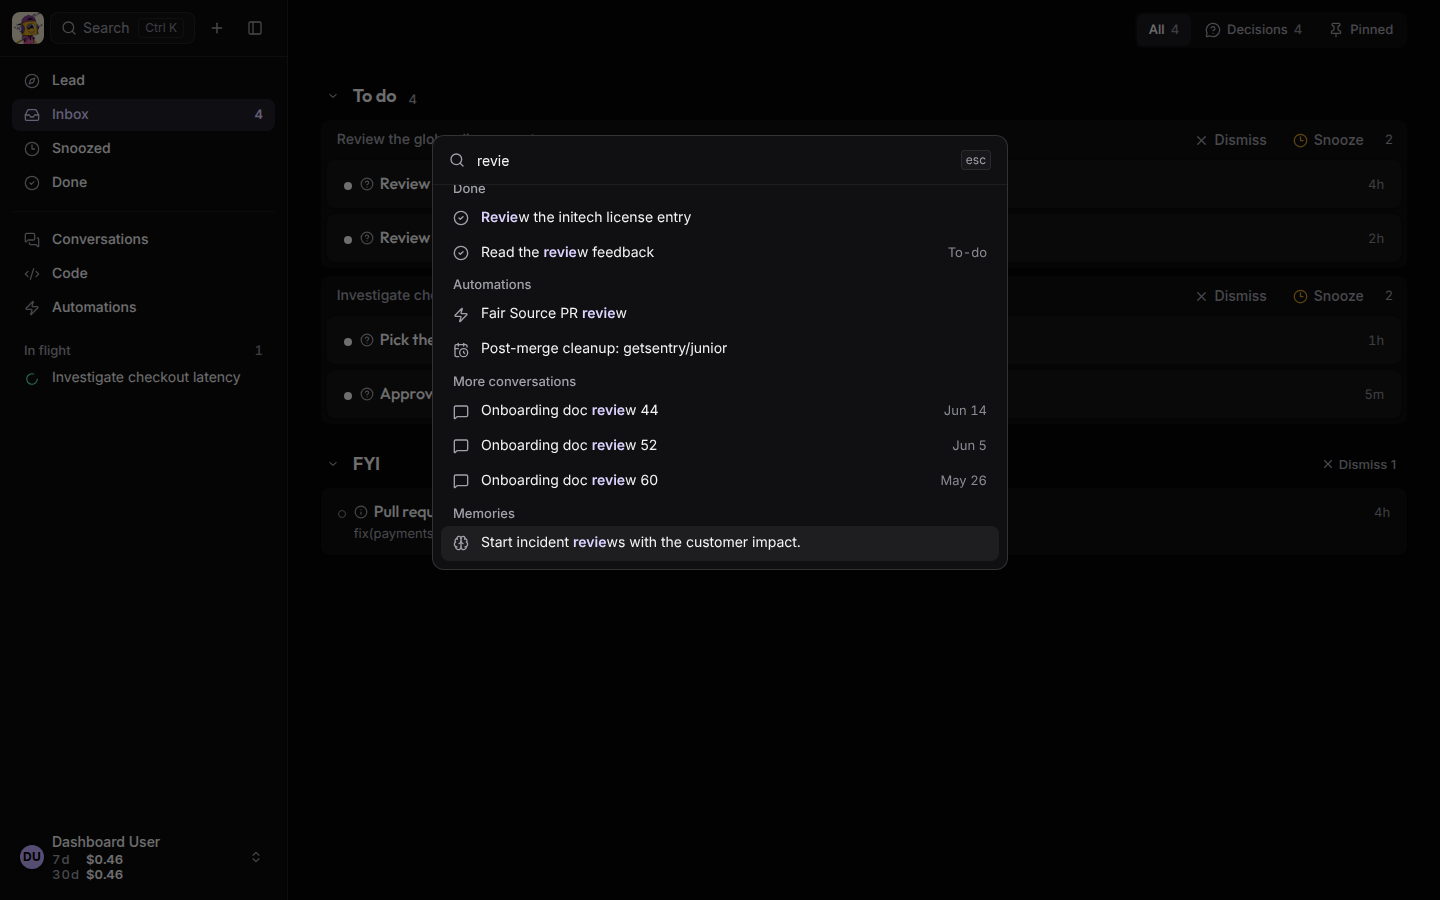 Search Ctrl K
Lead
Inbox 4
Snoozed
Done
Conversations
Code
Automations
In flight 1
Investigate checkout latency
Dashboard User
DU
7d $0.46
30d $0.46
All 4 Decisions 4 Pinned
To do 4
Review the Dismiss Snooze 2
Review 4h
Review 2h
Investigate Dismiss Snooze 2
Pick the 1h
5m
FYI Dismiss 1
Pull 4h
fix(payments
revie esc
Done
Review the initech license entry
Read the review feedback To-do
Automations
Fair Source PR review
Post-merge cleanup: getsentry/junior
More conversations
Onboarding doc review 44 Jun 14
Onboarding doc review 52 Jun 5
Onboarding doc review 60 May 26
Memories
Start incident reviews with the customer impact.